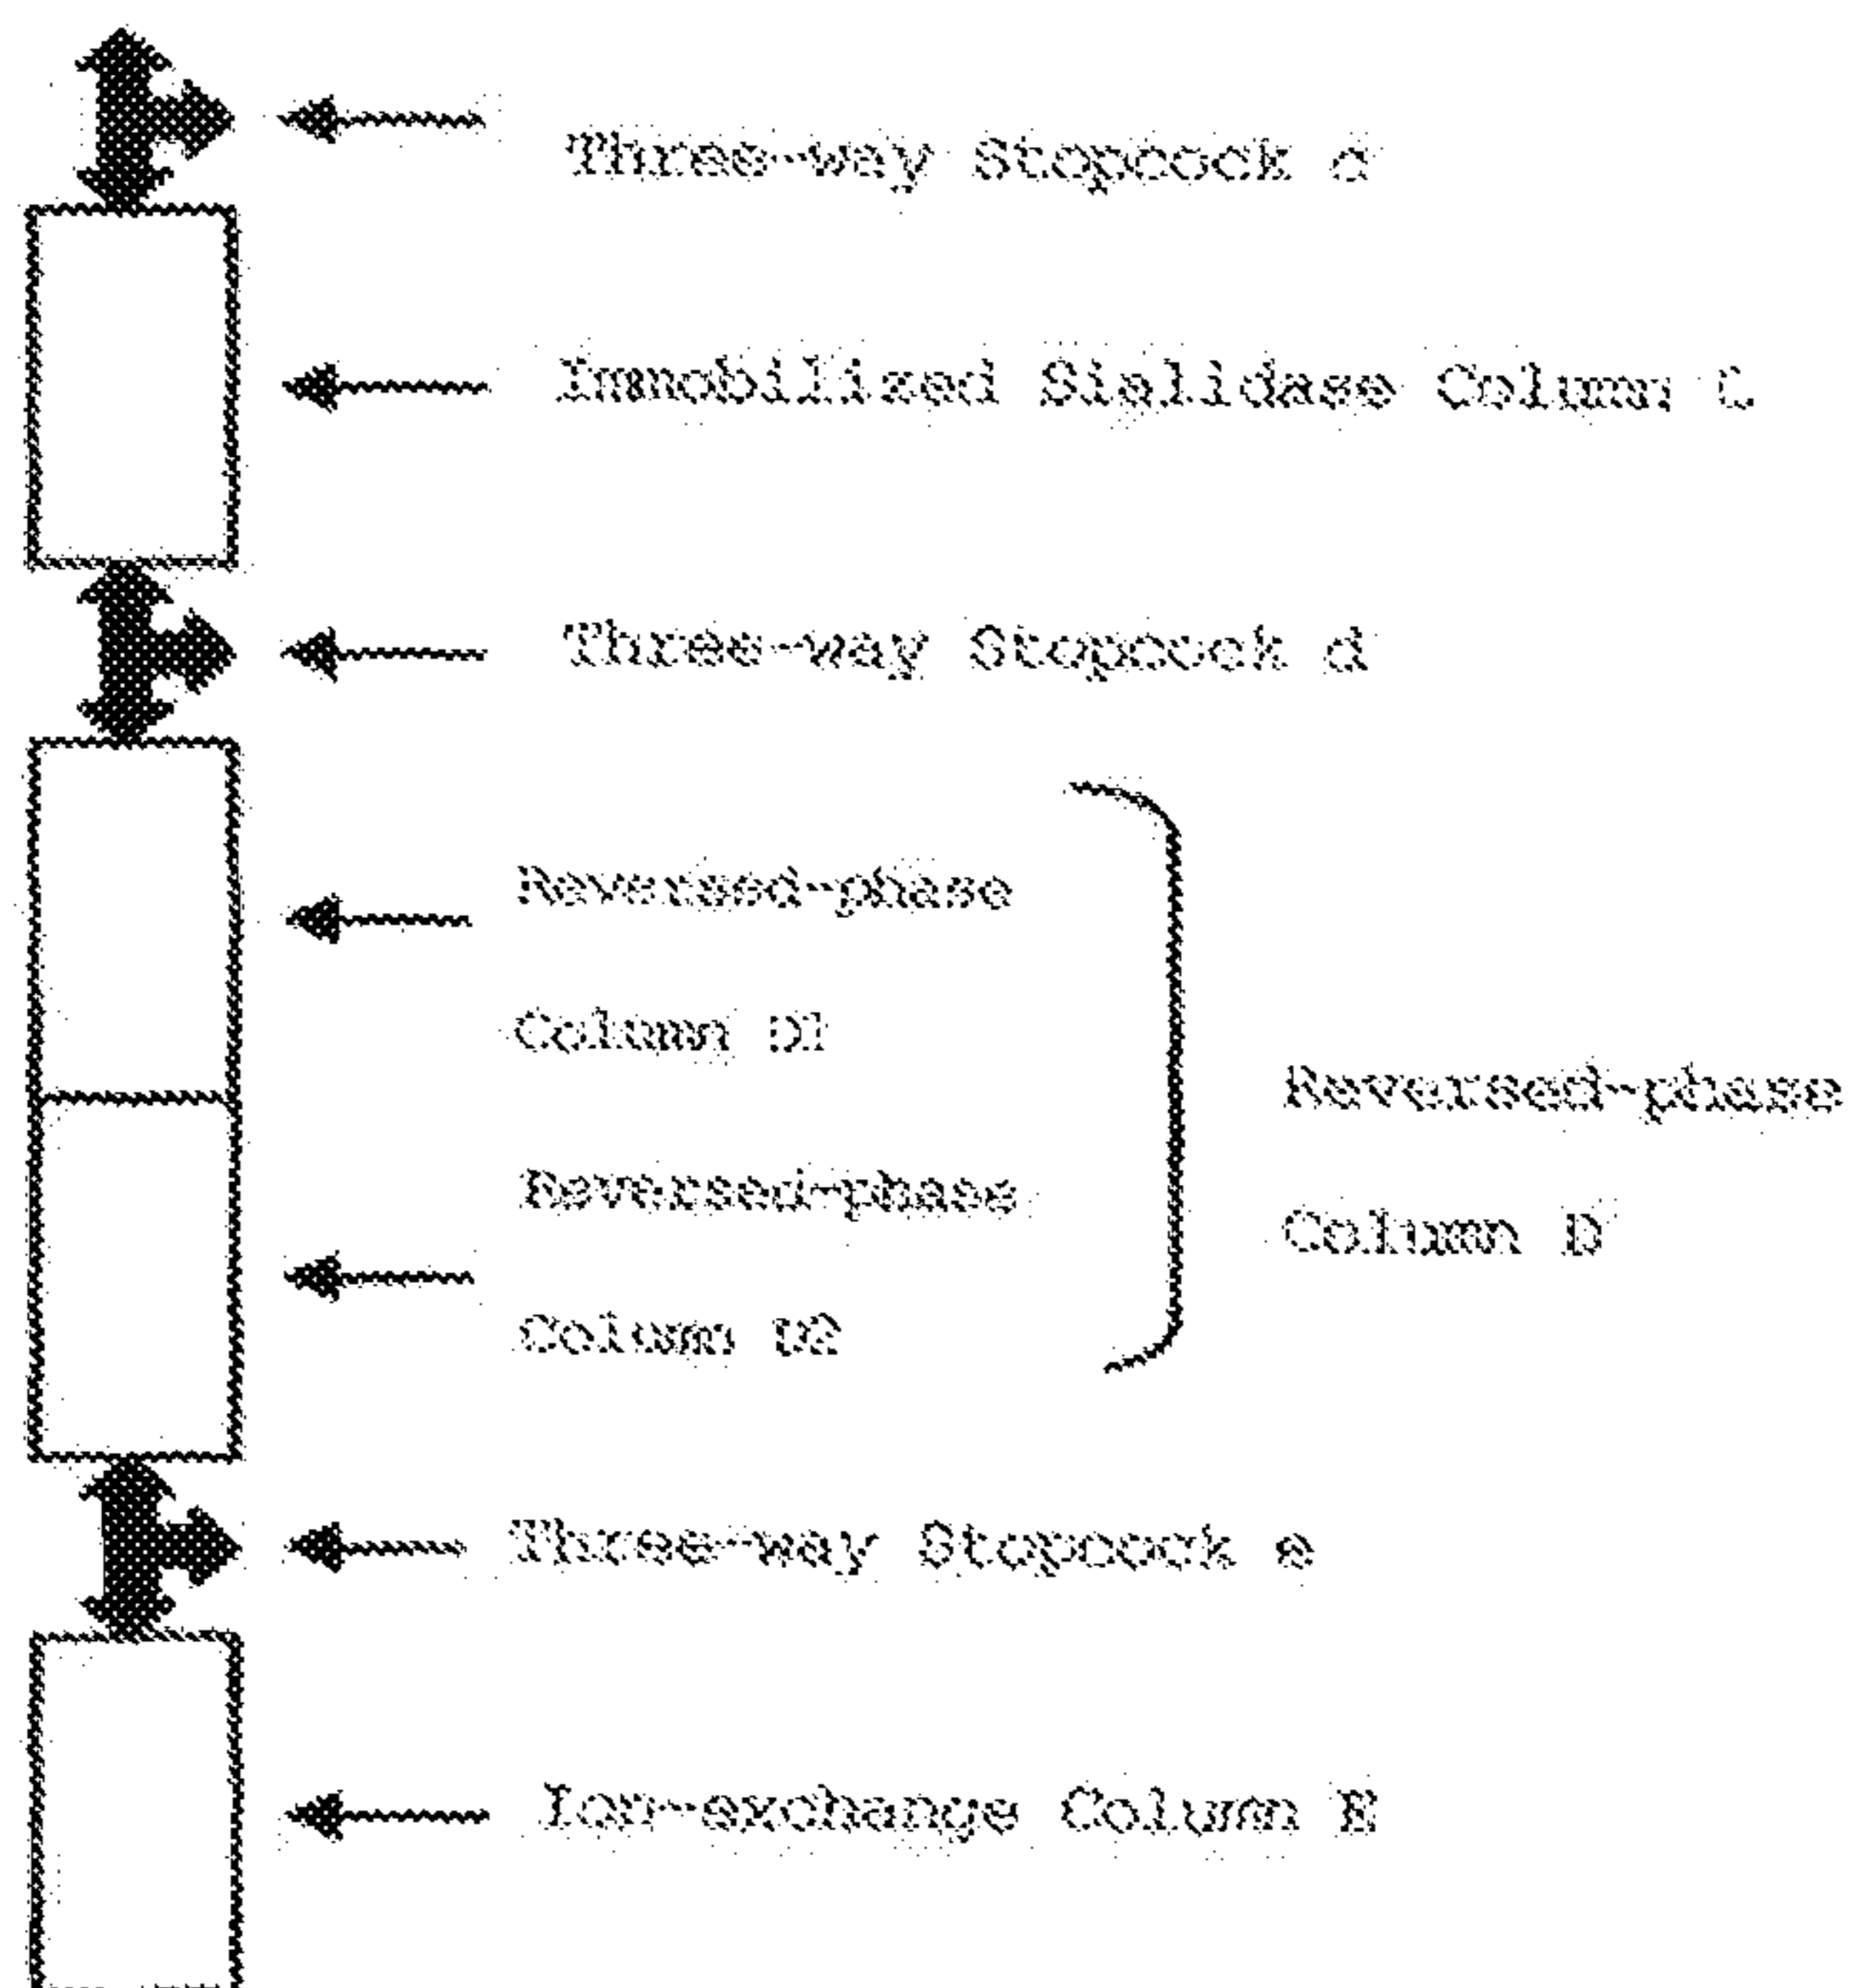 Three-way Stopcock c
Immobilized Sialidase Column C
Three-way Stopcock d
Reversed-phase
Column D1
Reversed-phase
Column D
Reversed-phase
Column D2
Three-way Stopcock e
Ion-exchange Column E